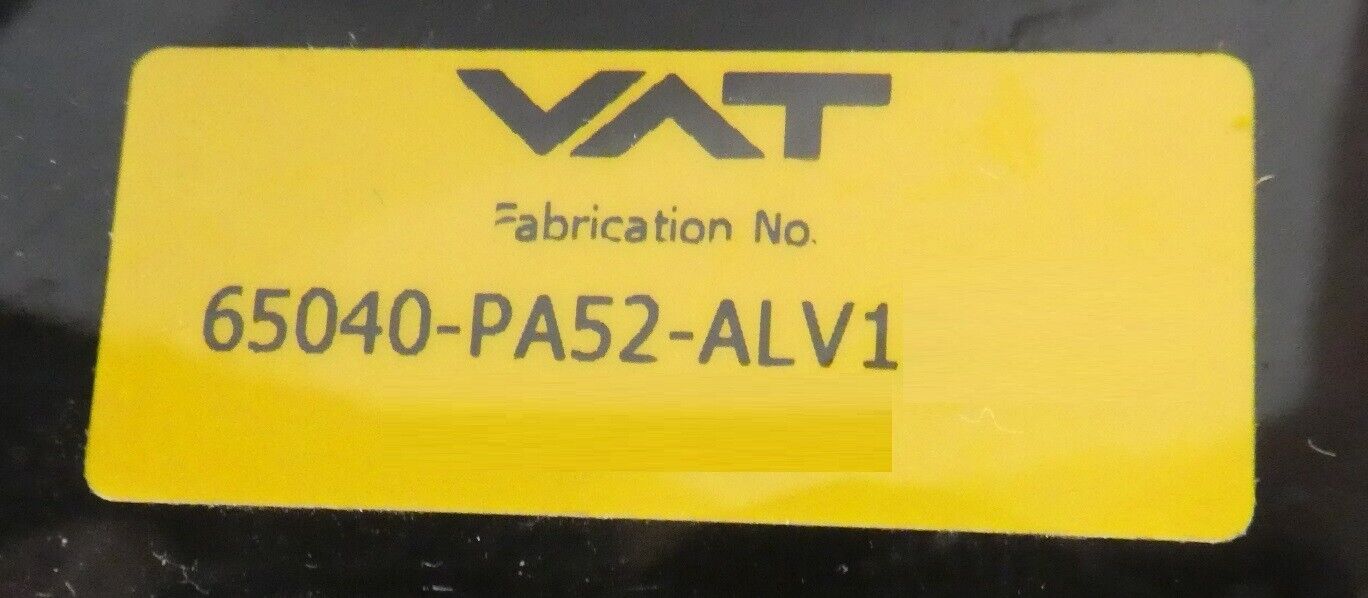 VAT
Fabrication No.
65040-PA52-ALV1